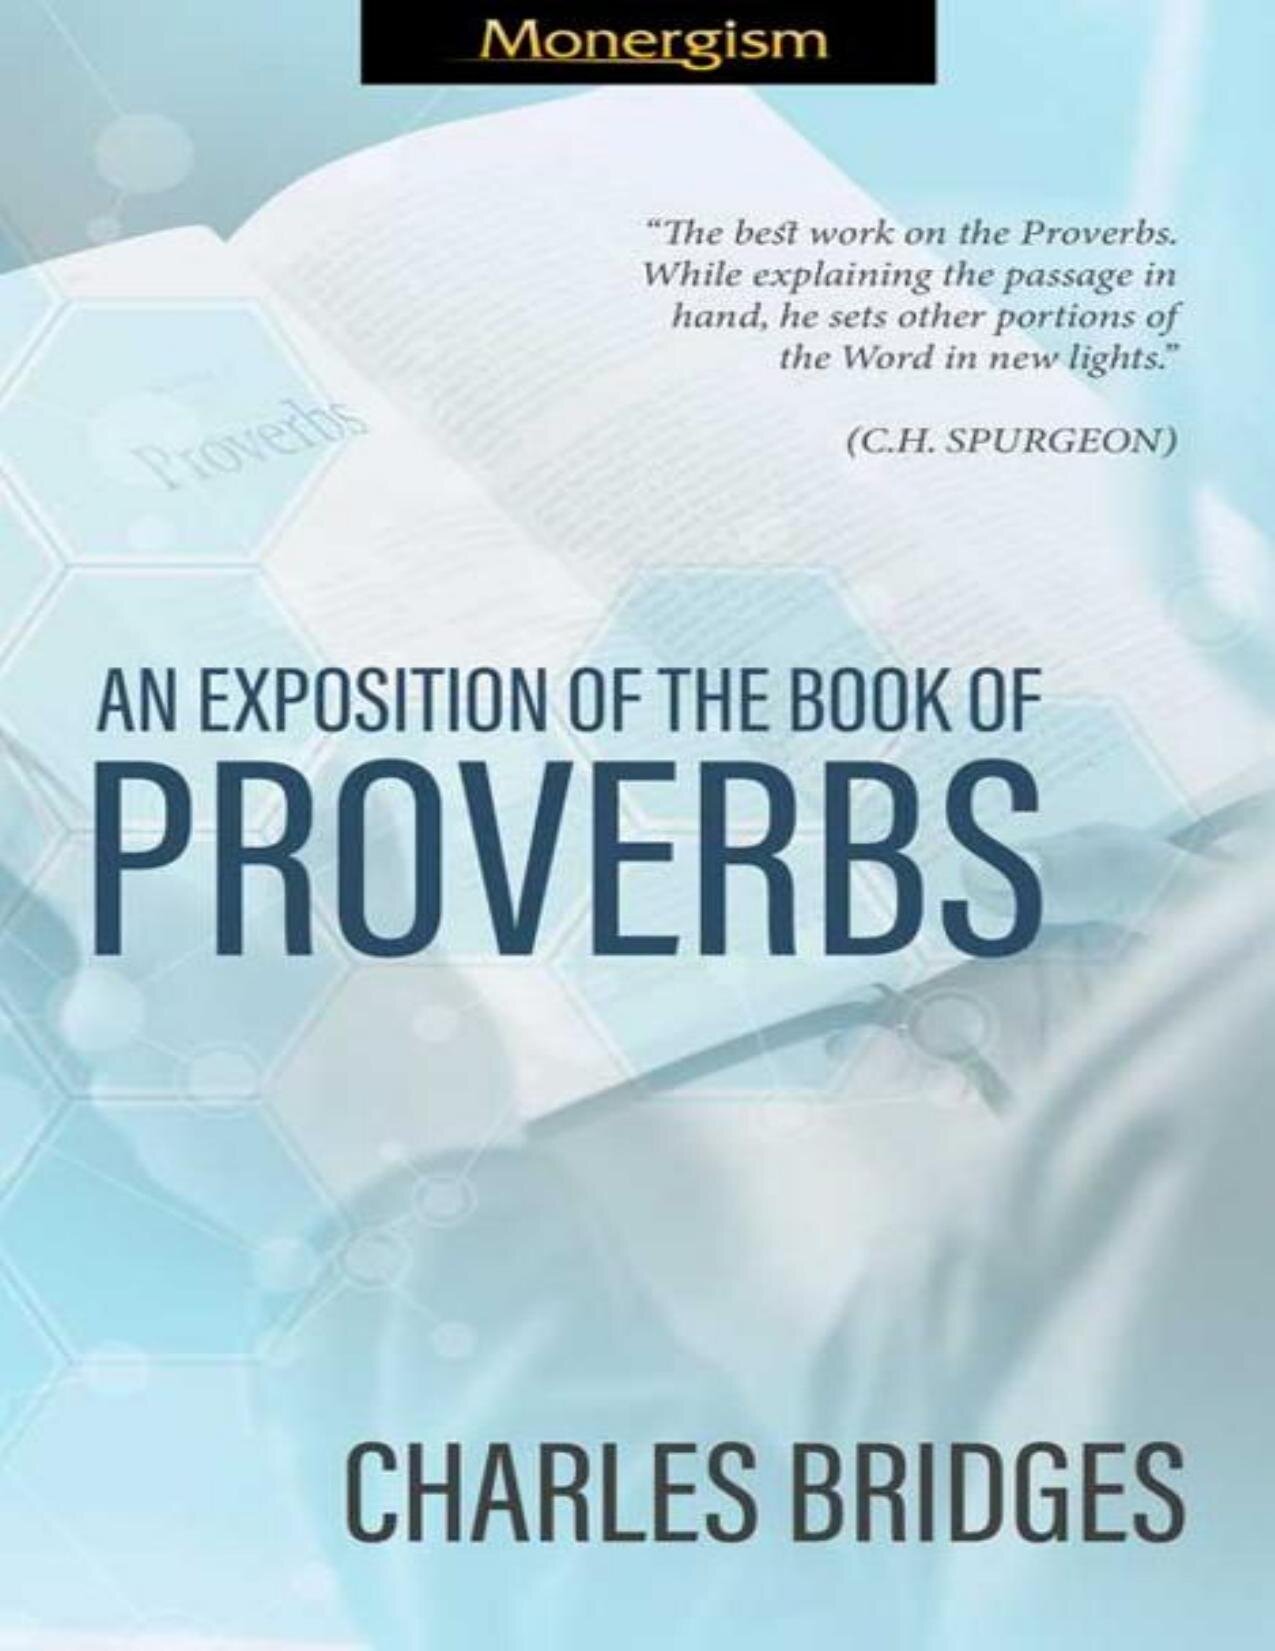 Monergism
“The best work on the Proverbs.
While explaining the passage in
hand, he sets other portions of
the Word in new lights.”
(C.H. SPURGEON)
Proverbs
AN EXPOSITION OF THE BOOK OF
PROVERBS
CHARLES BRIDGES